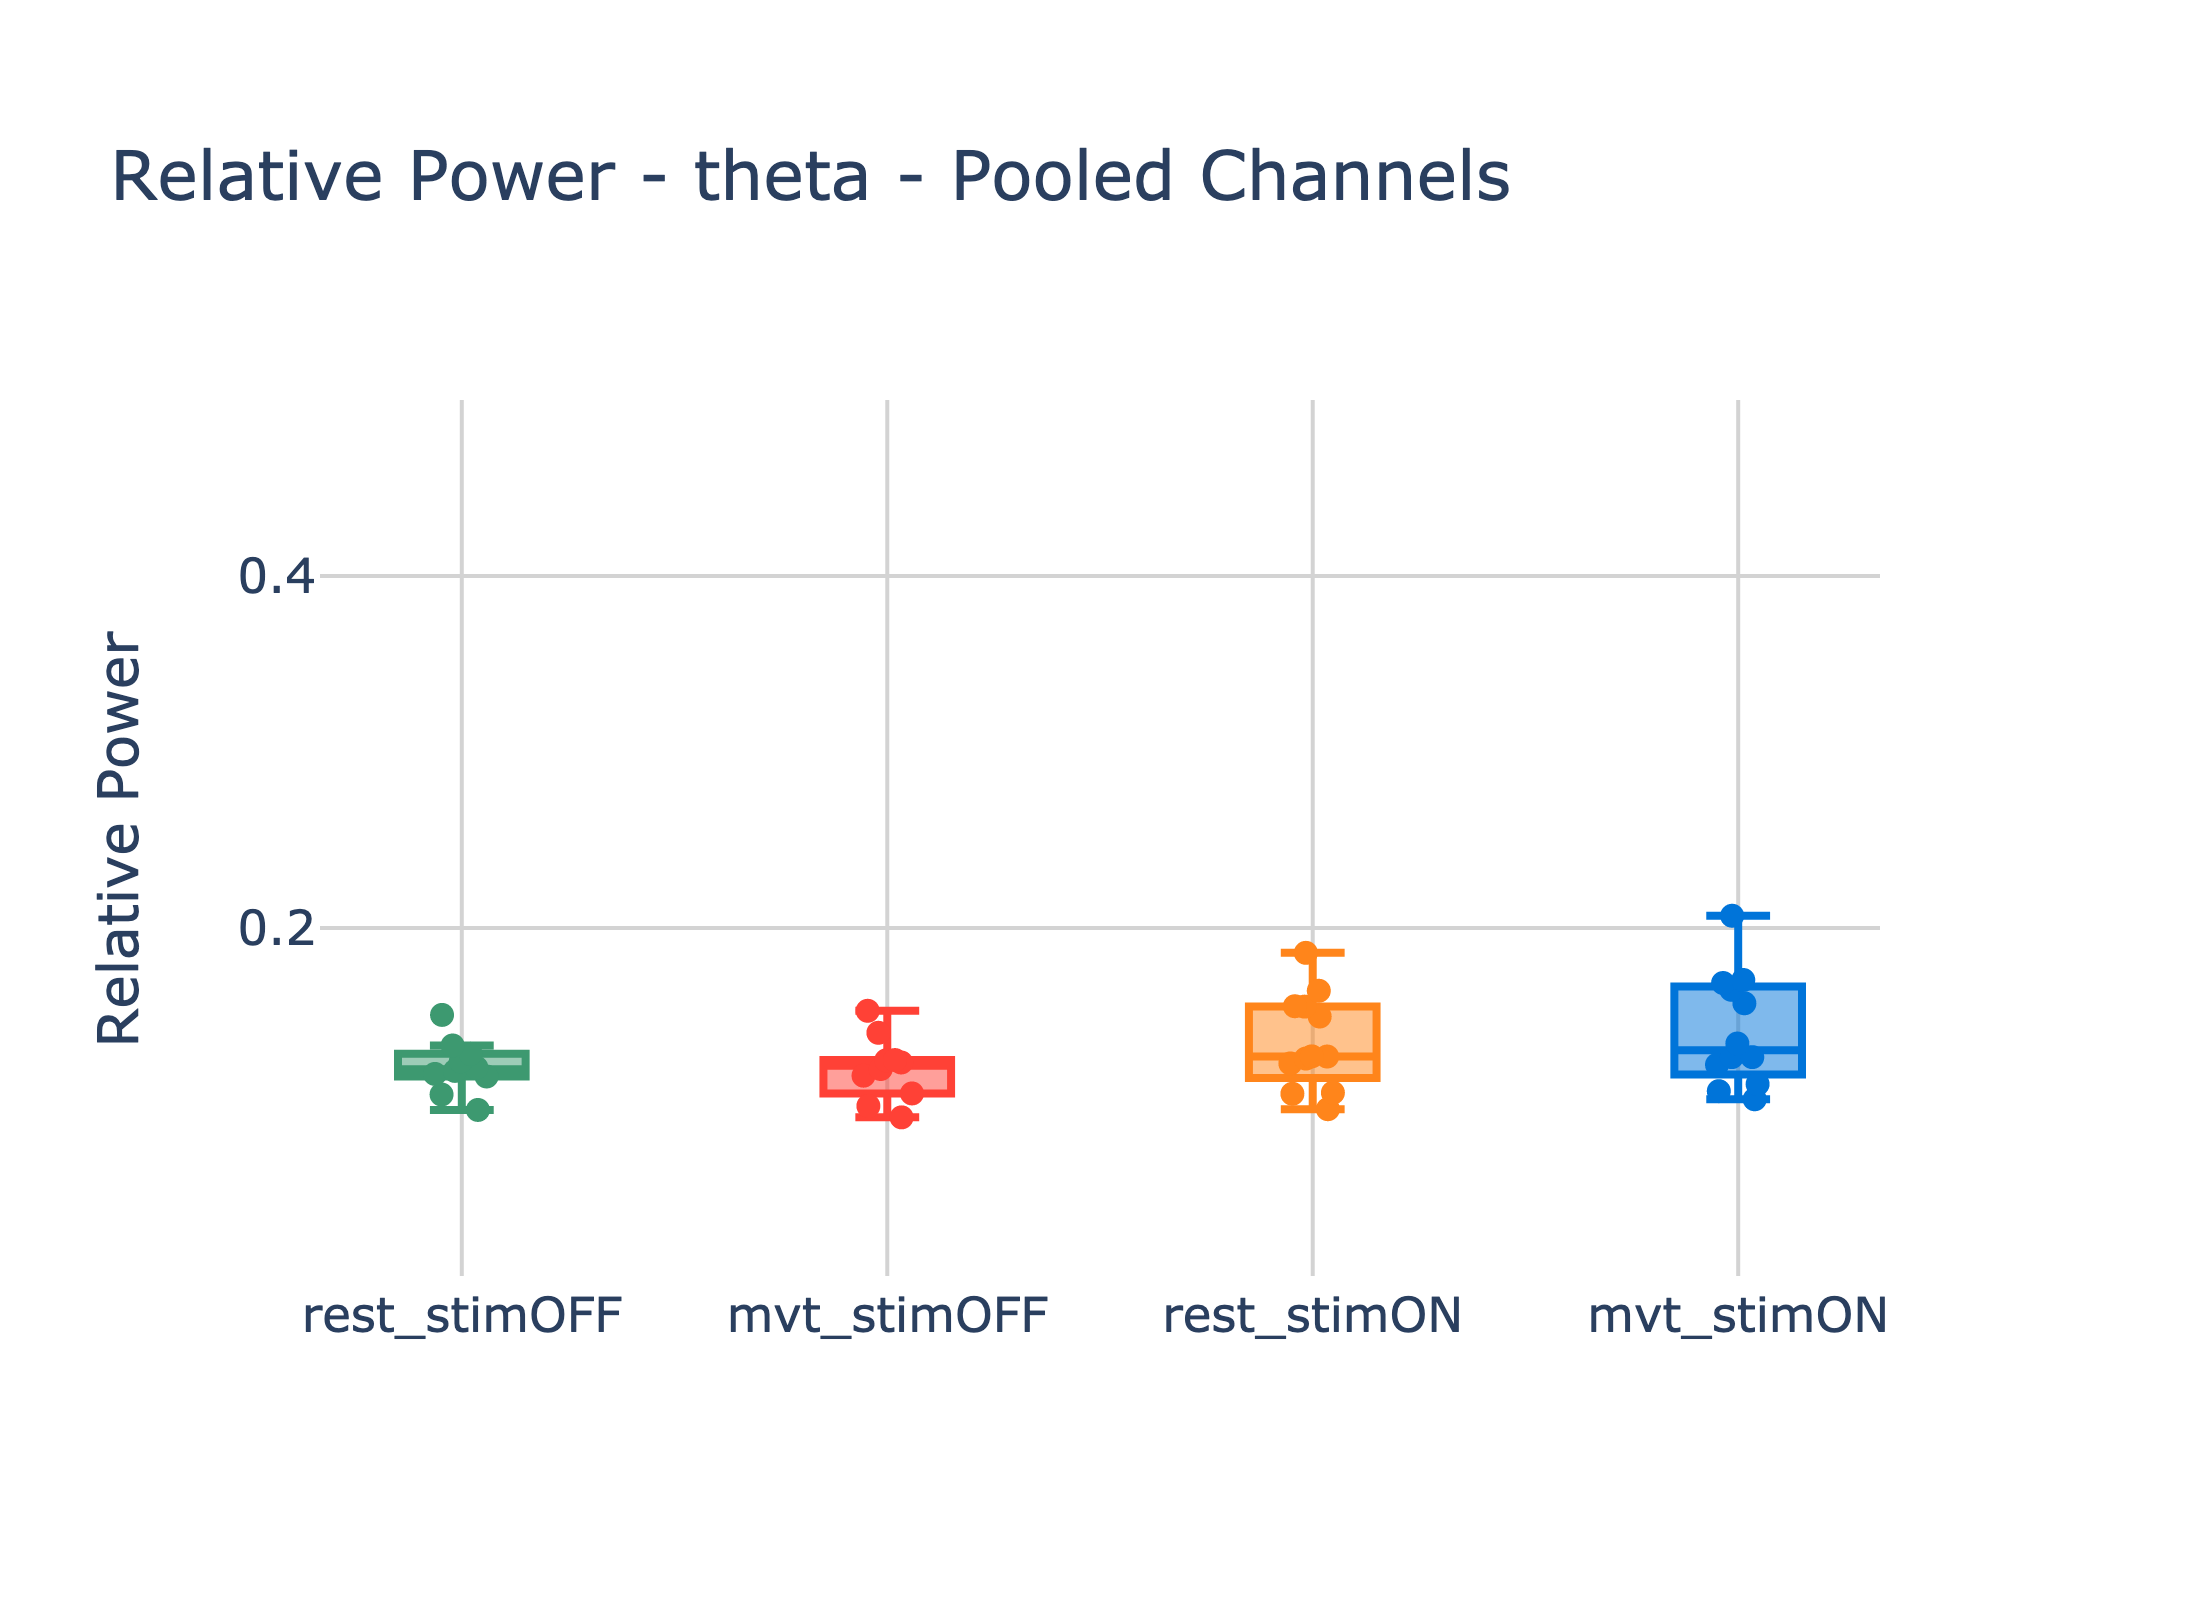 Relative Power - theta - Pooled Channels
Relative Power
0.4
0.2
rest_stimOFF
mvt_stimOFF
rest_stimON
mvt_stimON